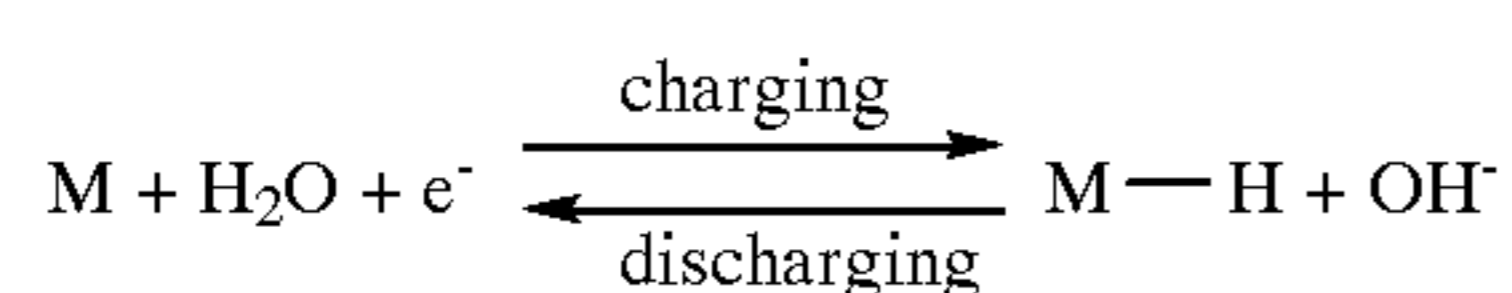 charging
M + H₂O + e⁻ M — H + OH⁻
discharging